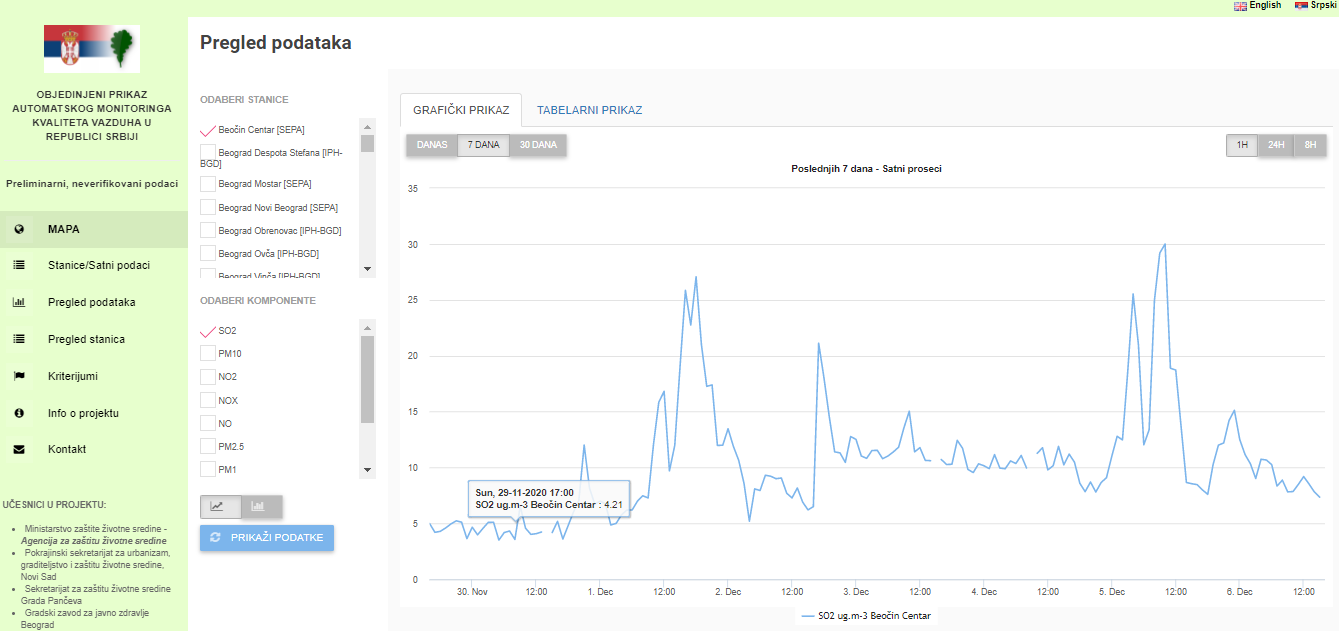 English
Srpski
OBJEDINJENI PRIKAZ
AUTOMATSKOG MONITORINGA
KVALITETA VAZDUHA U
REPUBLICI SRBIJI
Preliminarni, neverifikovani podaci
MAPA
Stanice/Satni podaci
Pregled podataka
Pregled stanica
Kriterijumi
Info o projektu
Kontakt
UČESNICI U PROJEKTU:
Ministarstvo zaštite životne sredine -
Agencija za zaštitu životne sredine
Pokrajinski sekretarijat za urbanizam,
graditeljstvo i zaštitu životne sredine,
Novi Sad
Sekretarijat za zaštitu životne sredine
Grada Pančeva
Gradski zavod za javno zdravlje
Beograd
Pregled podataka
ODABERI STANICE
Beočin Centar [SEPA]
Beograd Despota Stefana [IPH-
BGD]
Beograd Mostar [SEPA]
Beograd Novi Beograd [SEPA]
Beograd Obrenovac [IPH-BGD]
Beograd Ovča [IPH-BGD]
Beograd Vinča [IPH-BGD]
ODABERI KOMPONENTE
SO2
PM10
NO2
NOX
NO
PM2.5
PM1
PRIKAŽI PODATKE
GRAFIČKI PRIKAZ
TABELARNI PRIKAZ
DANAS
7 DANA
30 DANA
1H
24H
8H
Poslednjih 7 dana - Satni proseci
35
30
25
20
15
10
5
0
Sun, 29-11-2020 17:00
SO2 ug.m-3 Beočin Centar : 4.21
30. Nov
12:00
1. Dec
12:00
2. Dec
12:00
3. Dec
12:00
4. Dec
12:00
5. Dec
12:00
6. Dec
12:00
SO2 ug.m-3 Beočin Centar